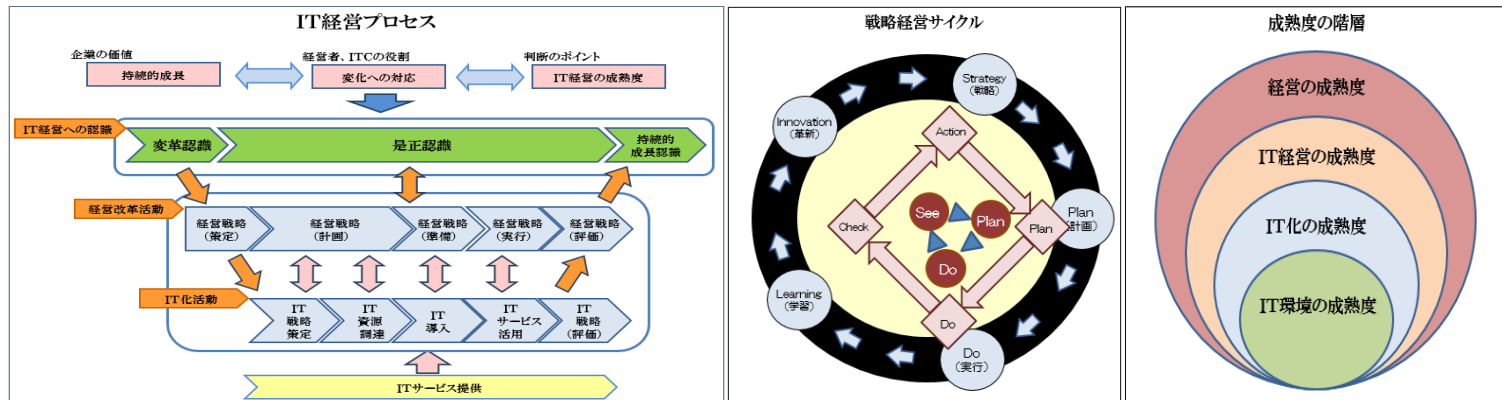 IT経営プロセス
企業の価値
経営者、ITCの役割
判断のポイント
持続的成長
変化への対応
IT経営の成熟度
IT経営への認識
変革認識
是正認識
持続的
成長認識
経営改革活動
経営戦略
(策定)
経営戦略
(計画)
経営戦略
(準備)
経営戦略
(実行)
経営戦略
(評価)
IT化活動
IT
戦略
策定
IT
資源
調達
IT
導入
IT
サービス
活用
IT
戦略
(評価)
ITサービス提供
戦略経営サイクル
Strategy
(戦略)
Innovation
(革新)
Action
See
Plan
Check
Plan
Plan
(計画)
Do
Learning
(学習)
Do
Do
(実行)
成熟度の階層
経営の成熟度
IT経営の成熟度
IT化の成熟度
IT環境の成熟度